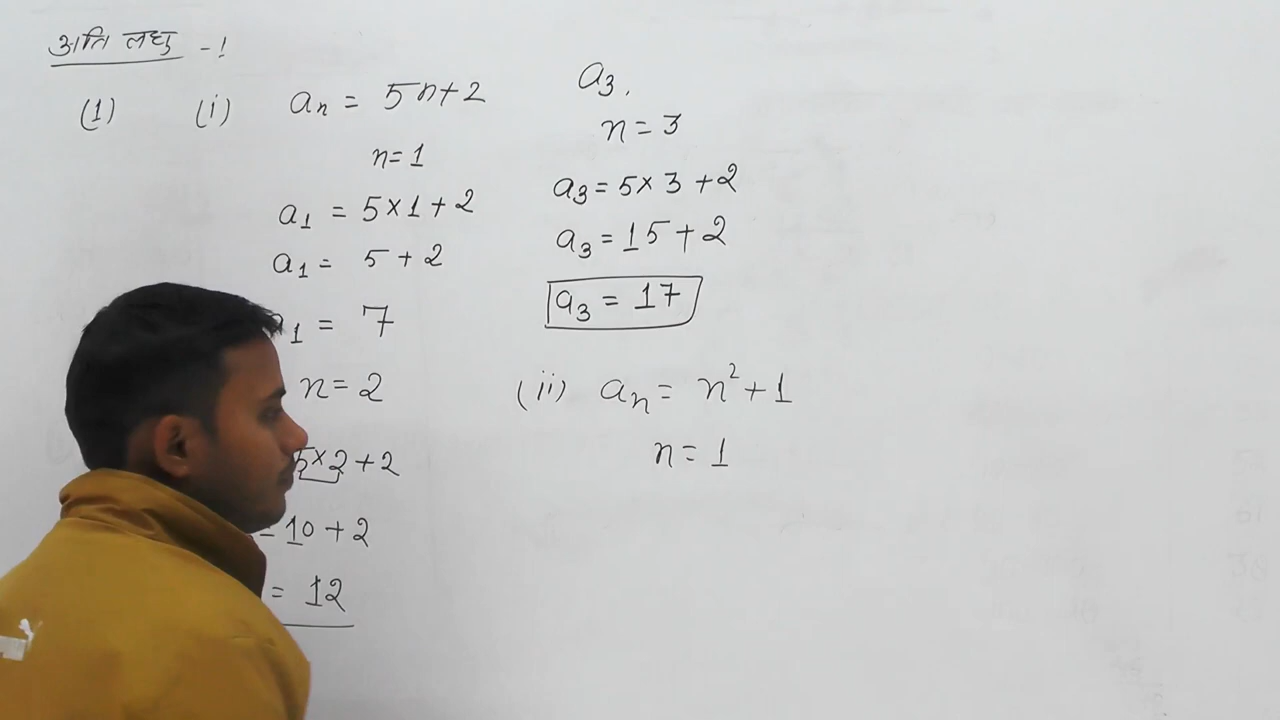 अति लघु -!
(1) (i) an = 5n+2
n=1
a1 = 5×1+2
a1 = 5+2
1 = 7
n=2
5×2+2
= 10+2
= 12
a3.
n=3
a3 = 5×3+2
a3 = 15+2
a3 = 17
(ii) an = n²+1
n=1